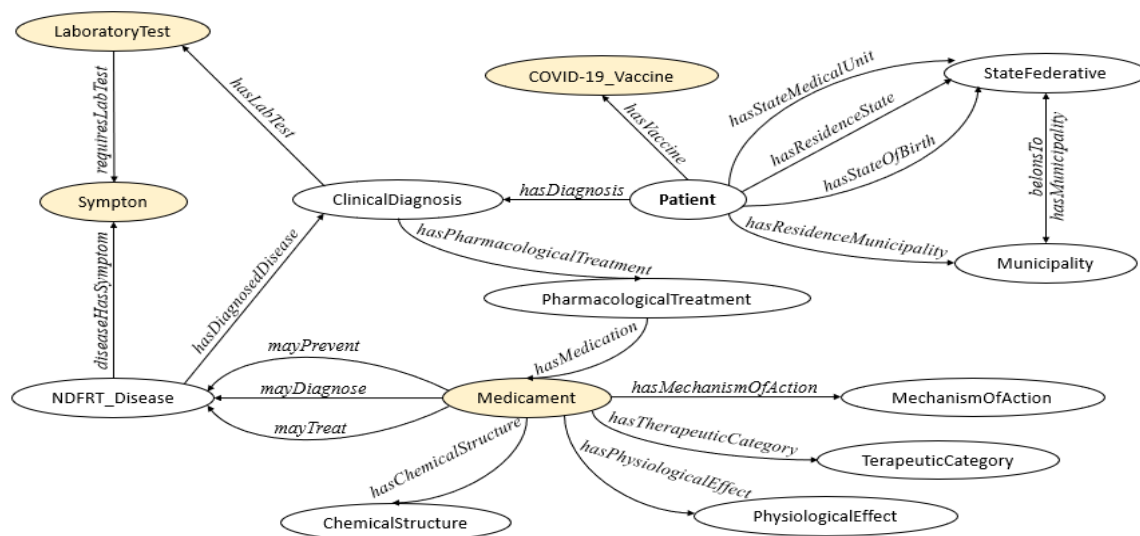 LaboratoryTest
COVID-19_Vaccine
StateFederative
hasStateMedicalUnit
hasResidenceState
hasStateOfBirth
hasVaccine
hasLabTest
requiresLabTest
belongsTo
hasMunicipality
Sympton
ClinicalDiagnosis
hasDiagnosis
Patient
hasResidenceMunicipality
Municipality
hasPharmacologicalTreatment
PharmacologicalTreatment
diseaseHasSymptom
hasDiagnosedDisease
hasMedication
mayPrevent
mayDiagnose
mayTreat
NDFRT_Disease
Medicament
hasMechanismOfAction
MechanismOfAction
hasTherapeuticCategory
TerapeuticCategory
hasChemicalStructure
hasPhysiologicalEffect
ChemicalStructure
PhysiologicalEffect